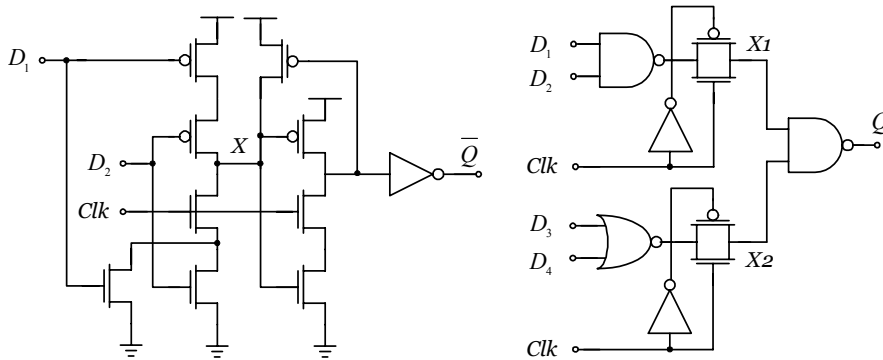 D₁
D₂
Clk
X
Q̅
D₁
D₂
X1
Clk
Q
D₃
D₄
X2
Clk